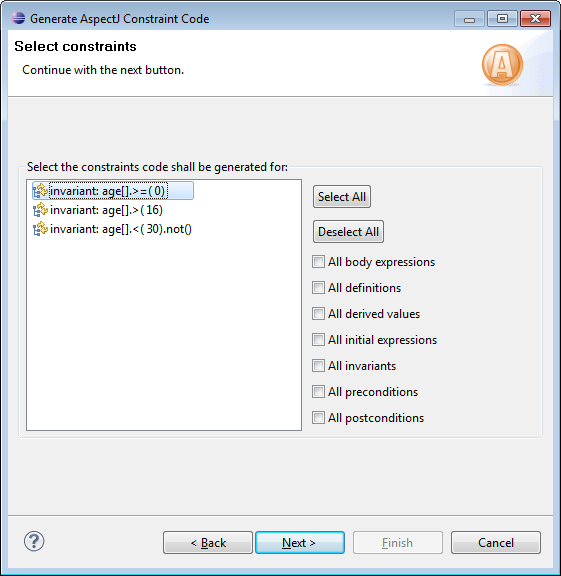 Generate AspectJ Constraint Code
Select constraints
Continue with the next button.
A
Select the constraints code shall be generated for:
invariant: age[].>=( 0)
invariant: age[].>( 16)
invariant: age[].<( 30).not()
Select All
Deselect All
All body expressions
All definitions
All derived values
All initial expressions
All invariants
All preconditions
All postconditions
?
< Back
Next >
Finish
Cancel